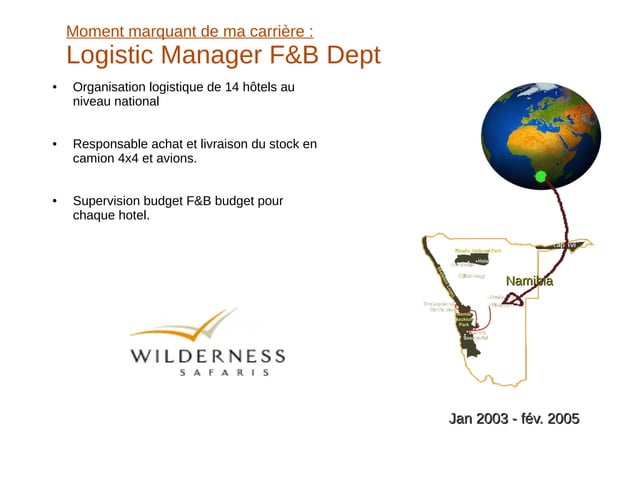 Moment marquant de ma carrière :
Logistic Manager F&B Dept
• Organisation logistique de 14 hôtels au
niveau national
• Responsable achat et livraison du stock en
camion 4x4 et avions.
• Supervision budget F&B budget pour
chaque hotel.
Namibia
WILDERNESS
SAFARIS
Jan 2003 - fév. 2005